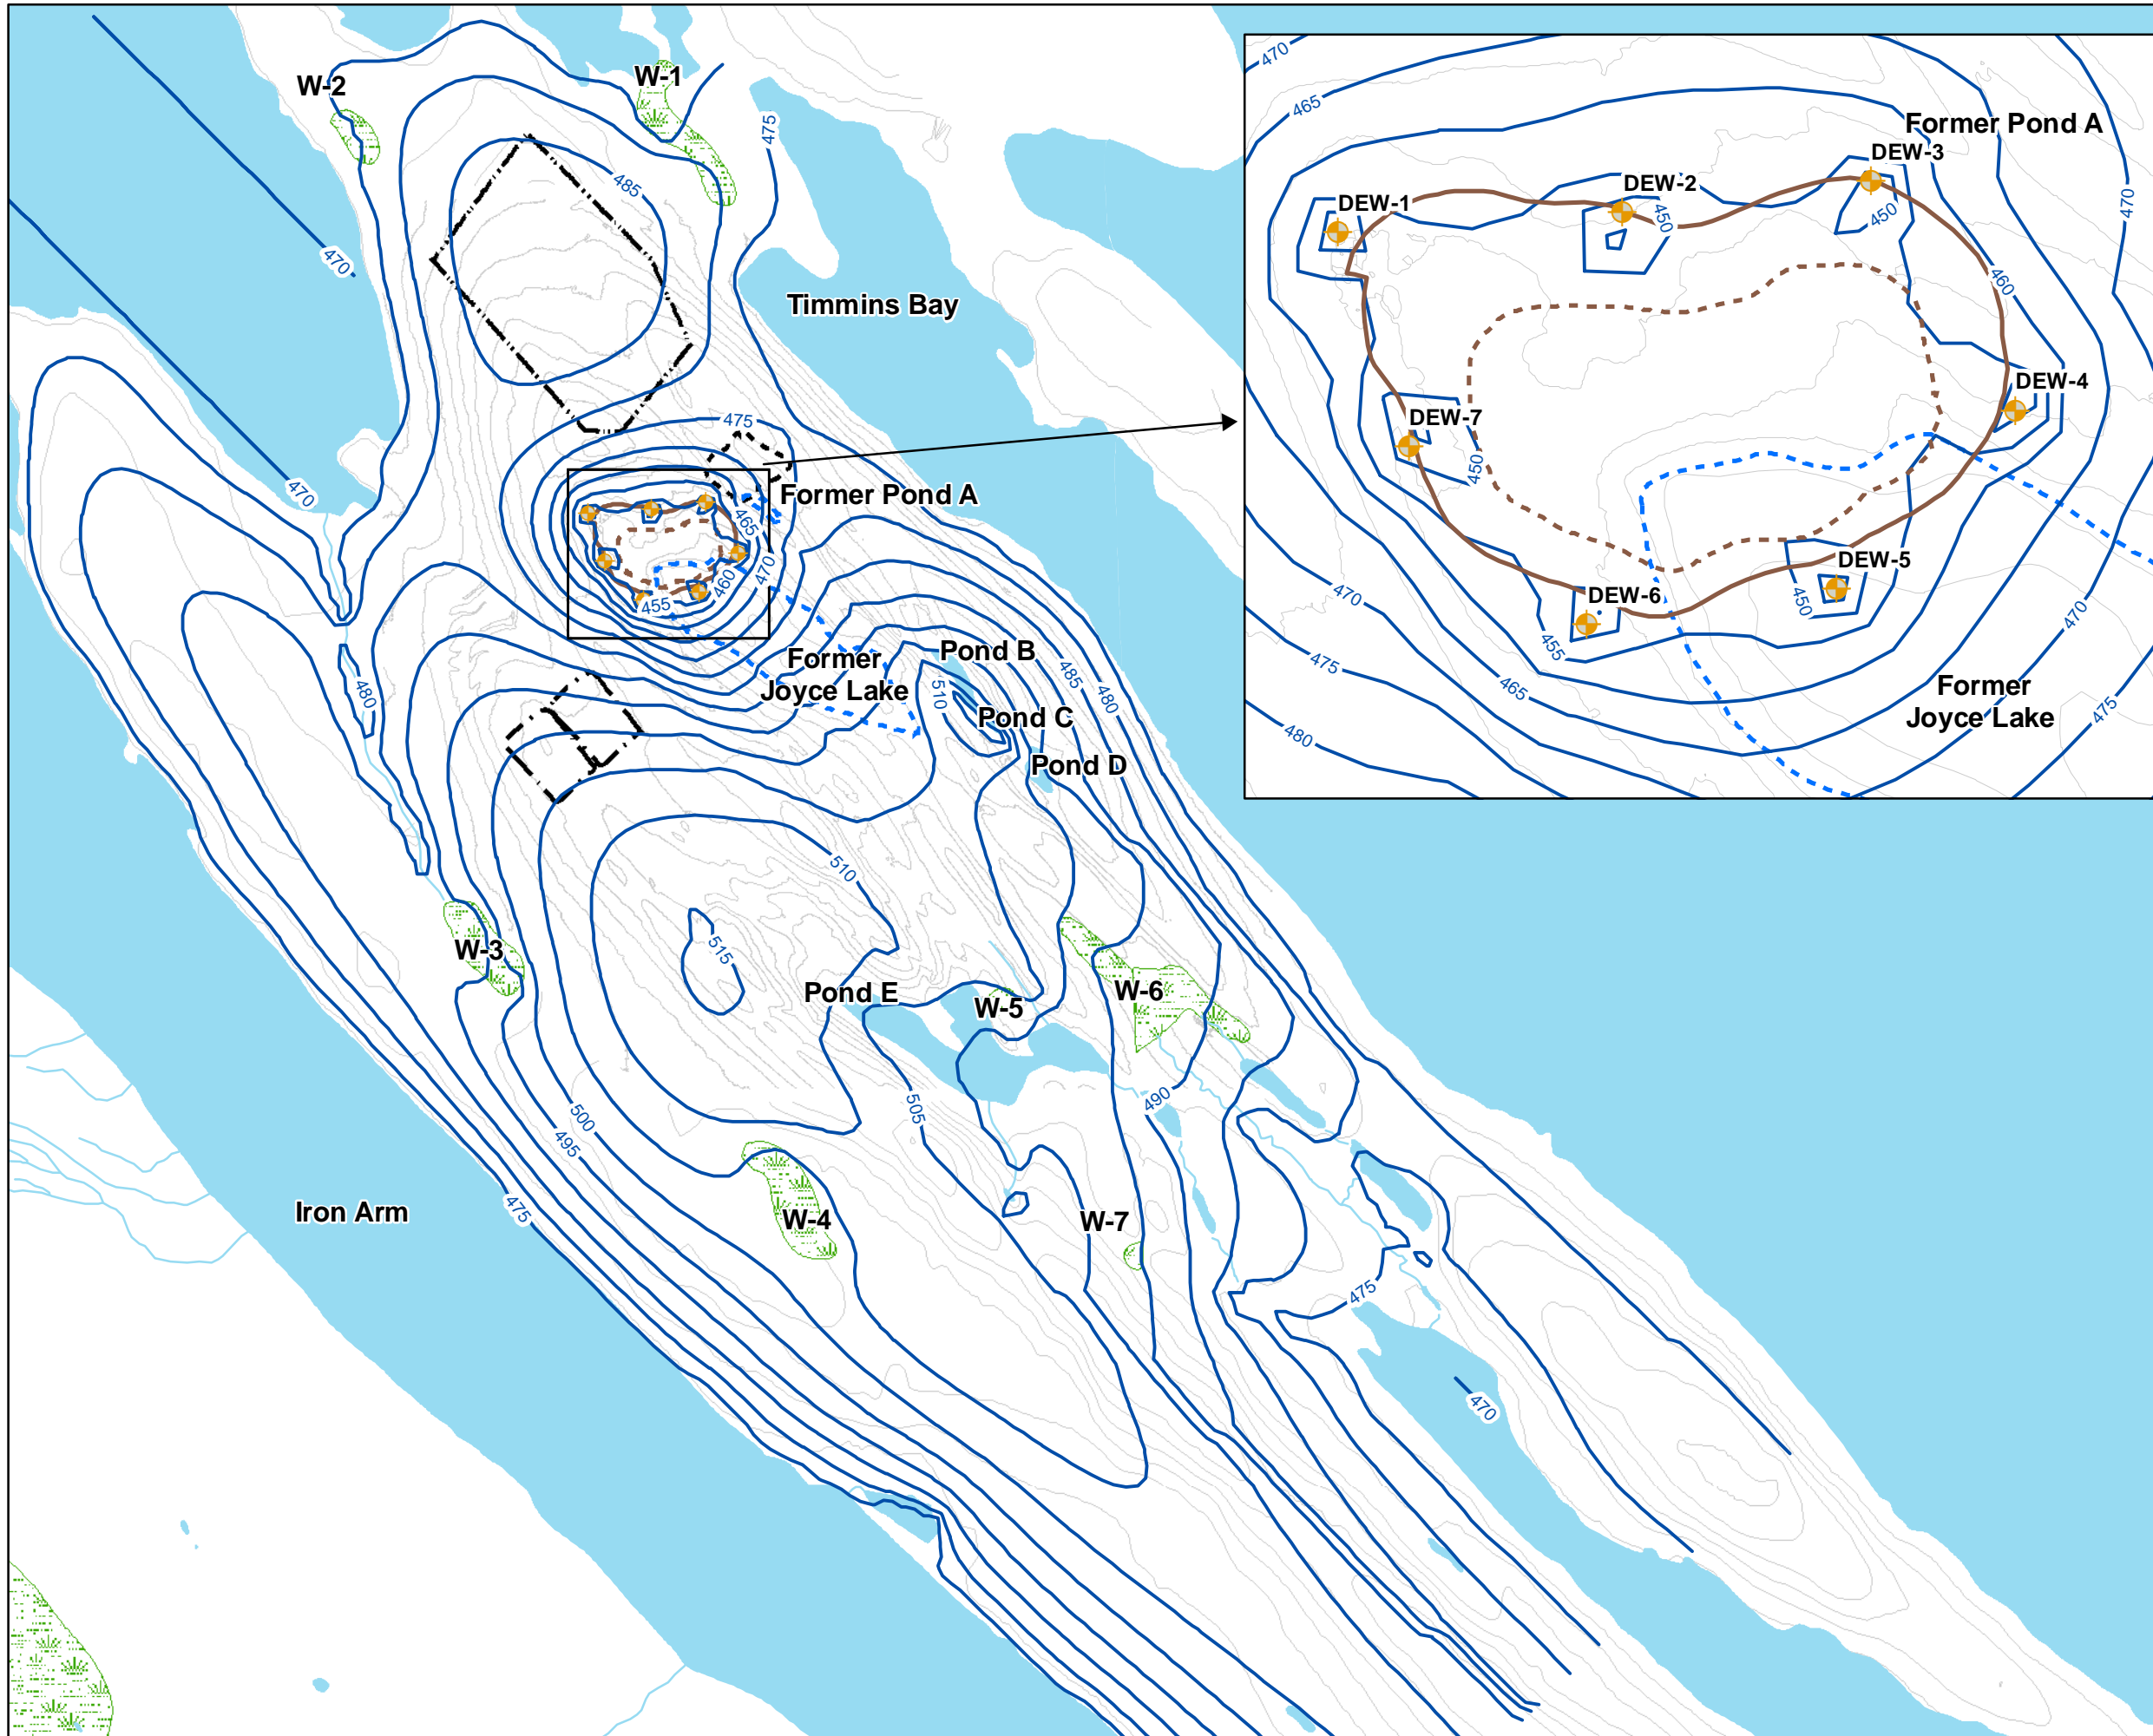 W-2
W-1
475
485
470
Timmins Bay
475
470
Former Pond A
465
470
460
455
Former
Joyce Lake
Pond B
485
480
510
Pond C
Pond D
480
510
W-3
515
Pond E
W-5
W-6
490
505
500
495
475
Iron Arm
W-4
W-7
475
470
470
465
Former Pond A
DEW-3
DEW-2
DEW-1
450
450
470
460
DEW-4
DEW-7
450
DEW-5
DEW-6
450
455
470
475
465
480
470
475
Former
Joyce Lake